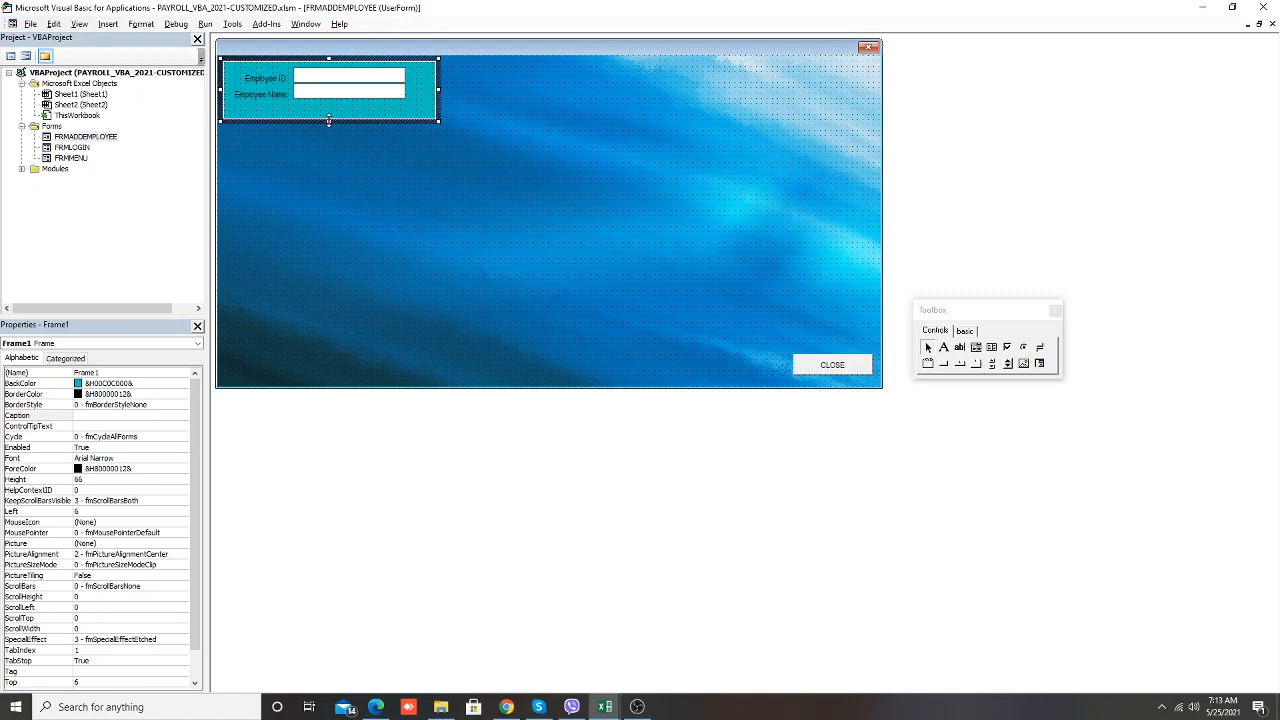 Microsoft Visual Basic for Applications - PAYROLL_VBA_2021-CUSTOMIZED.xlsm - [FRMADDEMPLOYEE (UserForm)]
File Edit View Insert Format Debug Run Tools Add-Ins Window Help
Project - VBAProject
VBAProject (PAYROLL_VBA_2021-CUSTOMIZED
Microsoft Excel Objects
Sheet1 (Sheet1)
Sheet2 (Sheet2)
ThisWorkbook
Forms
FRMADDEMPLOYEE
FRMLOGIN
FRMMENU
Modules
Employee ID:
Employee Name:
CLOSE
Toolbox
Controls basic
Properties - Frame1
Frame1 Frame
Alphabetic Categorized
(Name) Frame1
BackColor &H00C0C000&
BorderColor &H80000012&
BorderStyle 0 - fmBorderStyleNone
Caption
ControlTipText
Cycle 0 - fmCycleAllForms
Enabled True
Font Arial Narrow
ForeColor &H80000012&
Height 66
HelpContextID 0
KeepScrollBarsVisible 3 - fmScrollBarsBoth
Left 6
MouseIcon (None)
MousePointer 0 - fmMousePointerDefault
Picture (None)
PictureAlignment 2 - fmPictureAlignmentCenter
PictureSizeMode 0 - fmPictureSizeModeClip
PictureTiling False
ScrollBars 0 - fmScrollBarsNone
ScrollHeight 0
ScrollLeft 0
ScrollTop 0
ScrollWidth 0
SpecialEffect 3 - fmSpecialEffectEtched
TabIndex 1
TabStop True
Tag
Top 6
Type here to search
14
7:13 AM
5/25/2021